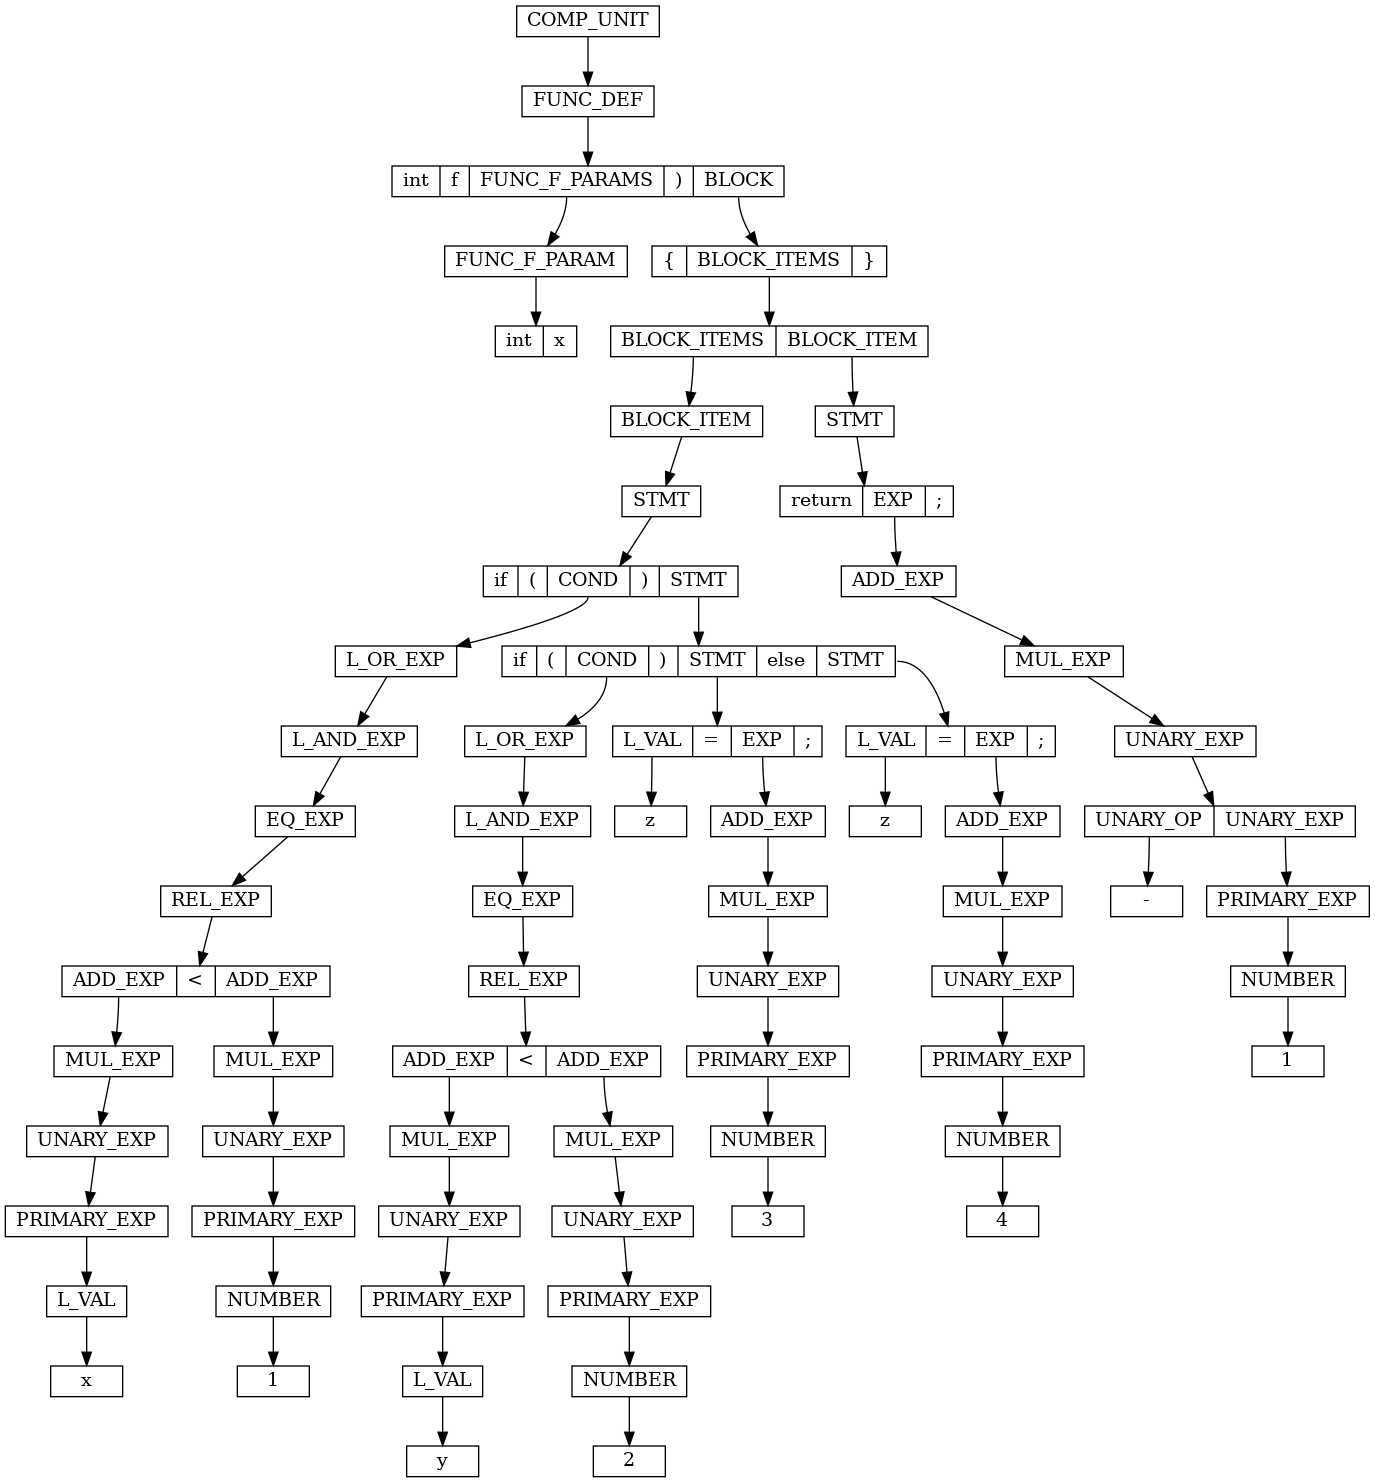 COMP_UNIT
FUNC_DEF
int f FUNC_F_PARAMS ) BLOCK
FUNC_F_PARAM { BLOCK_ITEMS }
int x BLOCK_ITEMS BLOCK_ITEM
BLOCK_ITEM STMT
STMT return EXP ;
if ( COND ) STMT ADD_EXP
L_OR_EXP if ( COND ) STMT else STMT MUL_EXP
L_AND_EXP L_OR_EXP L_VAL = EXP ; L_VAL = EXP ; UNARY_EXP
EQ_EXP L_AND_EXP z ADD_EXP z ADD_EXP UNARY_OP UNARY_EXP
REL_EXP EQ_EXP MUL_EXP MUL_EXP - PRIMARY_EXP
ADD_EXP < ADD_EXP REL_EXP UNARY_EXP UNARY_EXP NUMBER
MUL_EXP MUL_EXP ADD_EXP < ADD_EXP PRIMARY_EXP PRIMARY_EXP 1
UNARY_EXP UNARY_EXP MUL_EXP MUL_EXP NUMBER NUMBER
PRIMARY_EXP PRIMARY_EXP UNARY_EXP UNARY_EXP 3 4
L_VAL NUMBER PRIMARY_EXP PRIMARY_EXP
x 1 L_VAL NUMBER
y 2